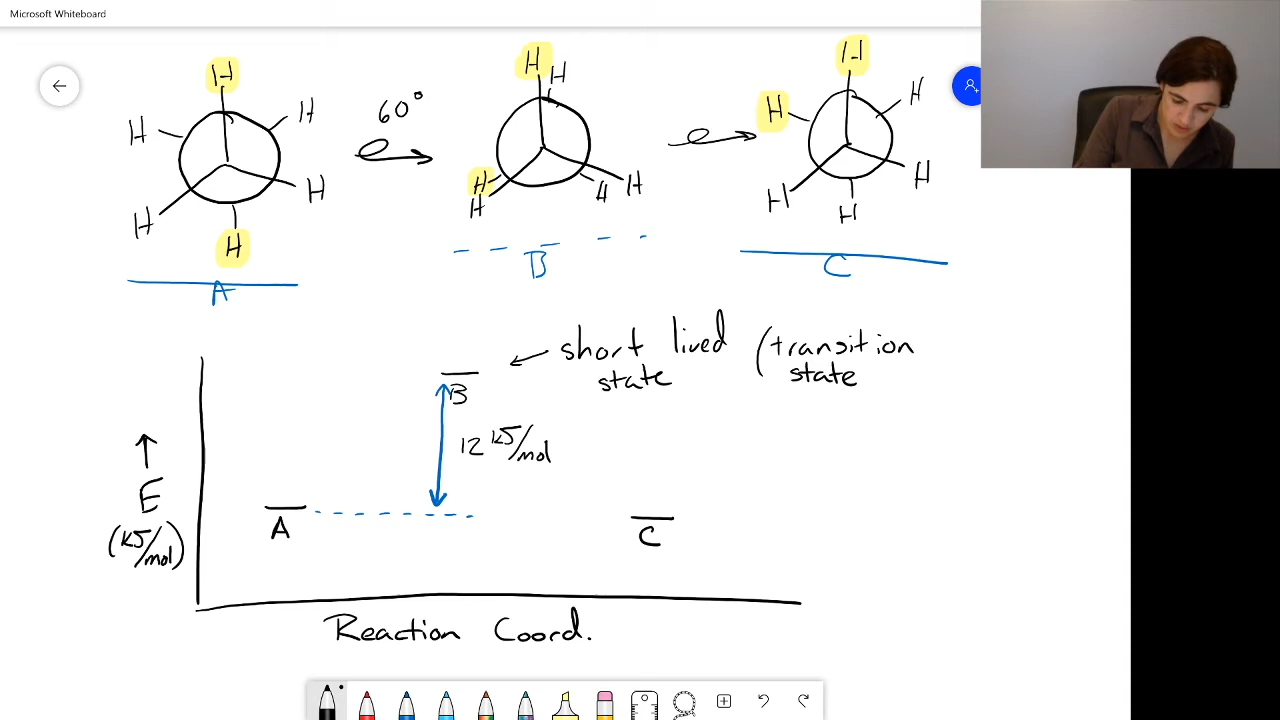 Microsoft Whiteboard
H
H
H
H
H
H
60°
H
H
H
H
H
H
H
H
H
H
H
H
A
B
C
short lived (transition
state state
B
12 kJ/mol
↑
E
(kJ/mol)
A
C
Reaction Coord.